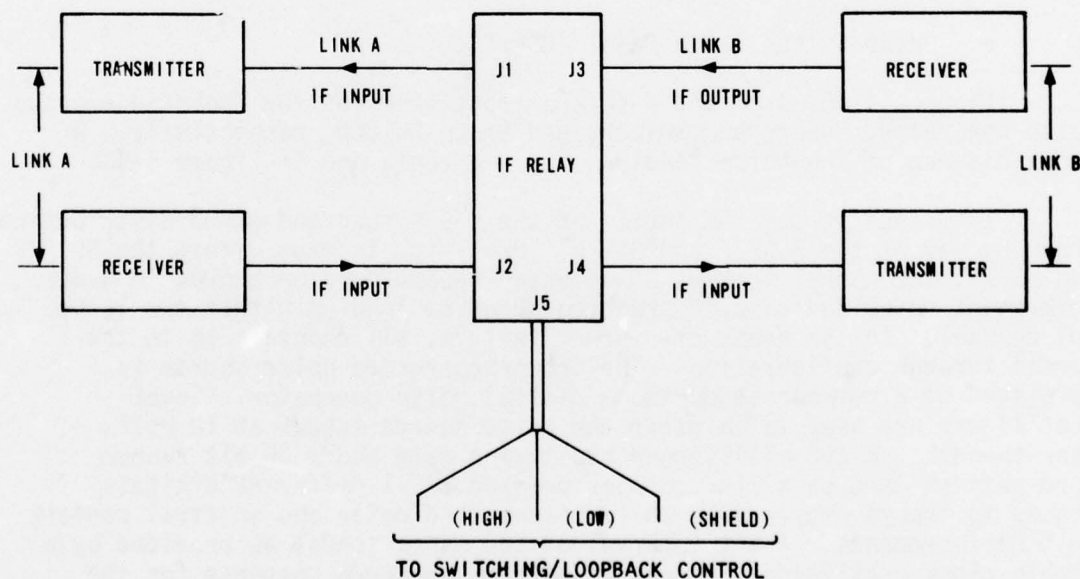 TRANSMITTER
LINK A
IF INPUT
J1
J3
IF RELAY
LINK B
IF OUTPUT
RECEIVER
LINK A
LINK B
RECEIVER
IF INPUT
J2
J4
J5
IF INPUT
TRANSMITTER
(HIGH) (LOW) (SHIELD)
TO SWITCHING/LOOPBACK CONTROL